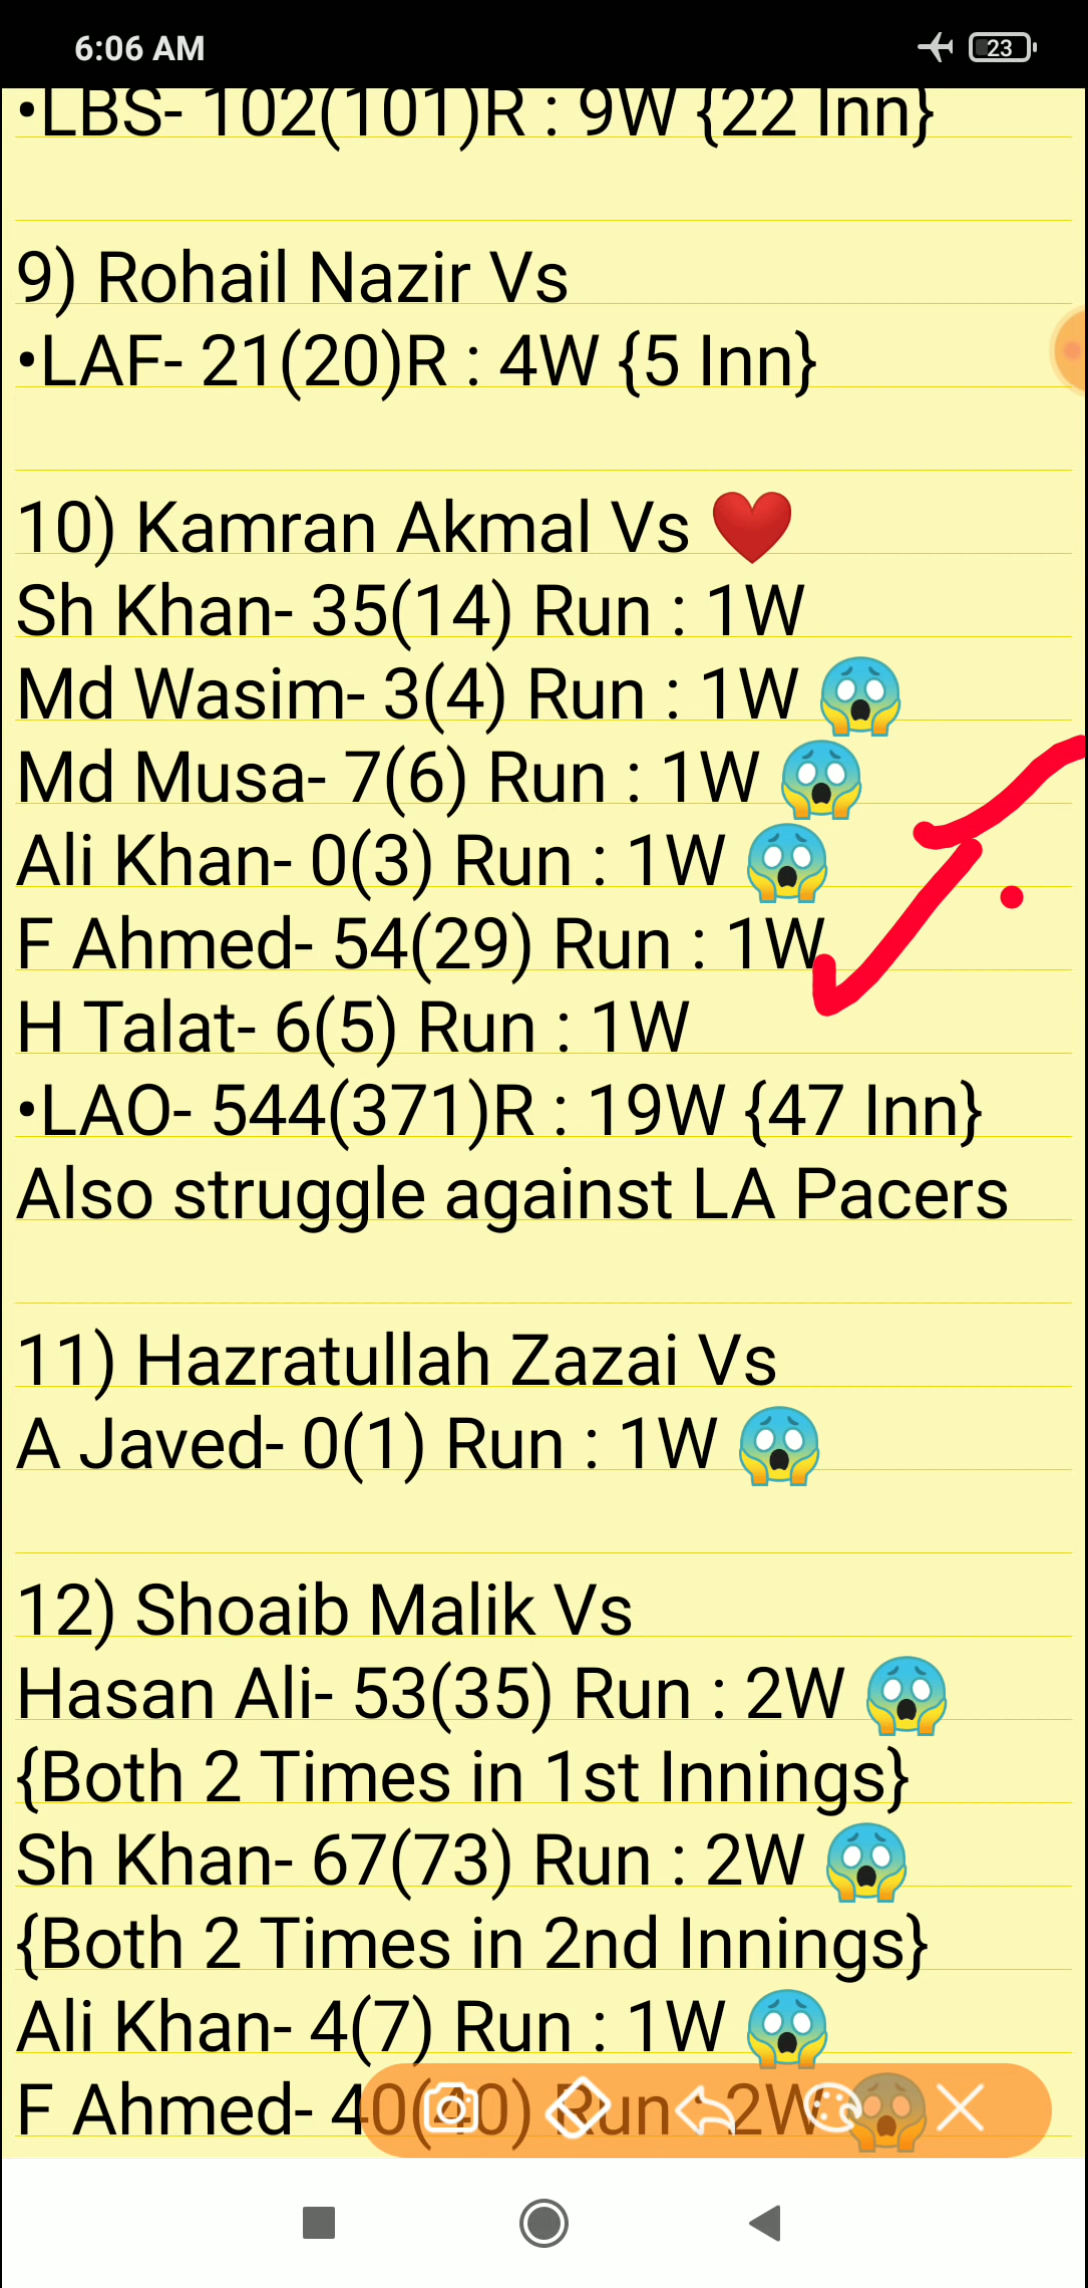 6:06 AM
23
•LBS- 102(101)R : 9W {22 Inn}
9) Rohail Nazir Vs
•LAF- 21(20)R : 4W {5 Inn}
10) Kamran Akmal Vs ❤️
Sh Khan- 35(14) Run : 1W
Md Wasim- 3(4) Run : 1W 😱
Md Musa- 7(6) Run : 1W 😱
Ali Khan- 0(3) Run : 1W 😱
F Ahmed- 54(29) Run : 1W
H Talat- 6(5) Run : 1W
•LAO- 544(371)R : 19W {47 Inn}
Also struggle against LA Pacers
11) Hazratullah Zazai Vs
A Javed- 0(1) Run : 1W 😱
12) Shoaib Malik Vs
Hasan Ali- 53(35) Run : 2W 😱
{Both 2 Times in 1st Innings}
Sh Khan- 67(73) Run : 2W 😱
{Both 2 Times in 2nd Innings}
Ali Khan- 4(7) Run : 1W 😱
F Ahmed- 40(40) Run : 2W 😱